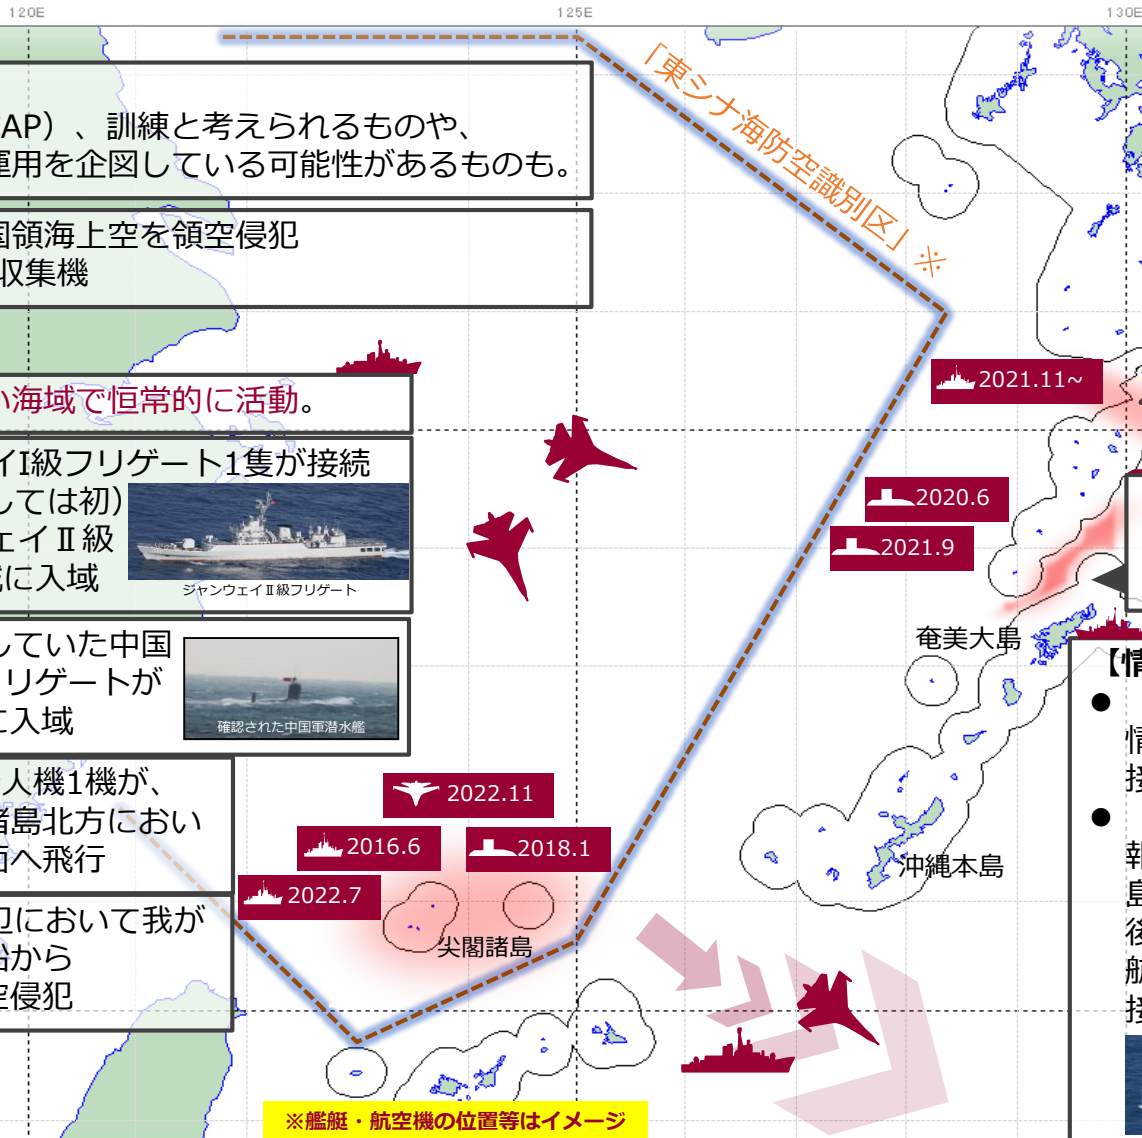 120E
125E
130E
「東シナ海防空識別区」※
AP）、訓練と考えられるものや、
運用を企図している可能性があるものも。
国領海上空を領空侵犯
収集機
い海域で恒常的に活動。
イI級フリゲート1隻が接続
しては初）
ェイⅡ級
域に入域
ジャンウェイⅡ級フリゲート
していた中国
リゲートが
に入域
確認された中国軍潜水艦
人機1機が、
諸島北方におい
西へ飛行
辺において我が
船から
空侵犯
2021.11~
2020.6
2021.9
2022.11
2016.6
2018.1
2022.7
奄美大島
沖縄本島
尖閣諸島
【情
●
情
接
●
報
島
後
航
接
※艦艇・航空機の位置等はイメージ